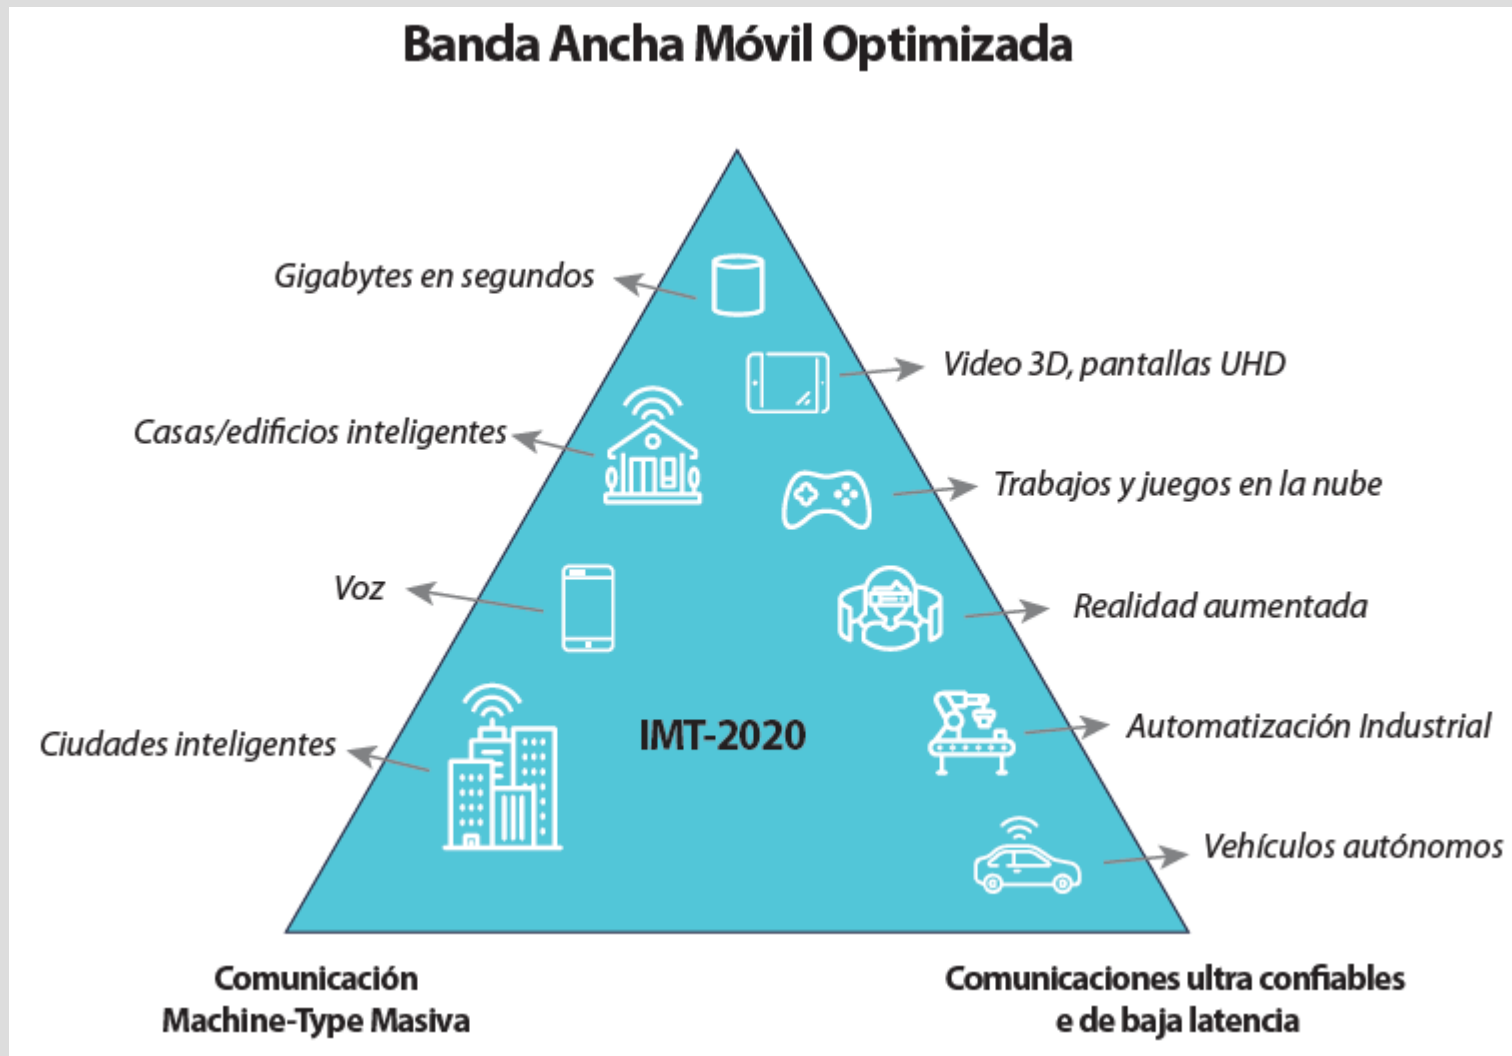 Banda Ancha Móvil Optimizada
Gigabytes en segundos
Video 3D, pantallas UHD
Casas/edificios inteligentes
Trabajos y juegos en la nube
Voz
Realidad aumentada
IMT-2020
Automatización Industrial
Ciudades inteligentes
Vehículos autónomos
Comunicación
Machine-Type Masiva
Comunicaciones ultra confiables
e de baja latencia